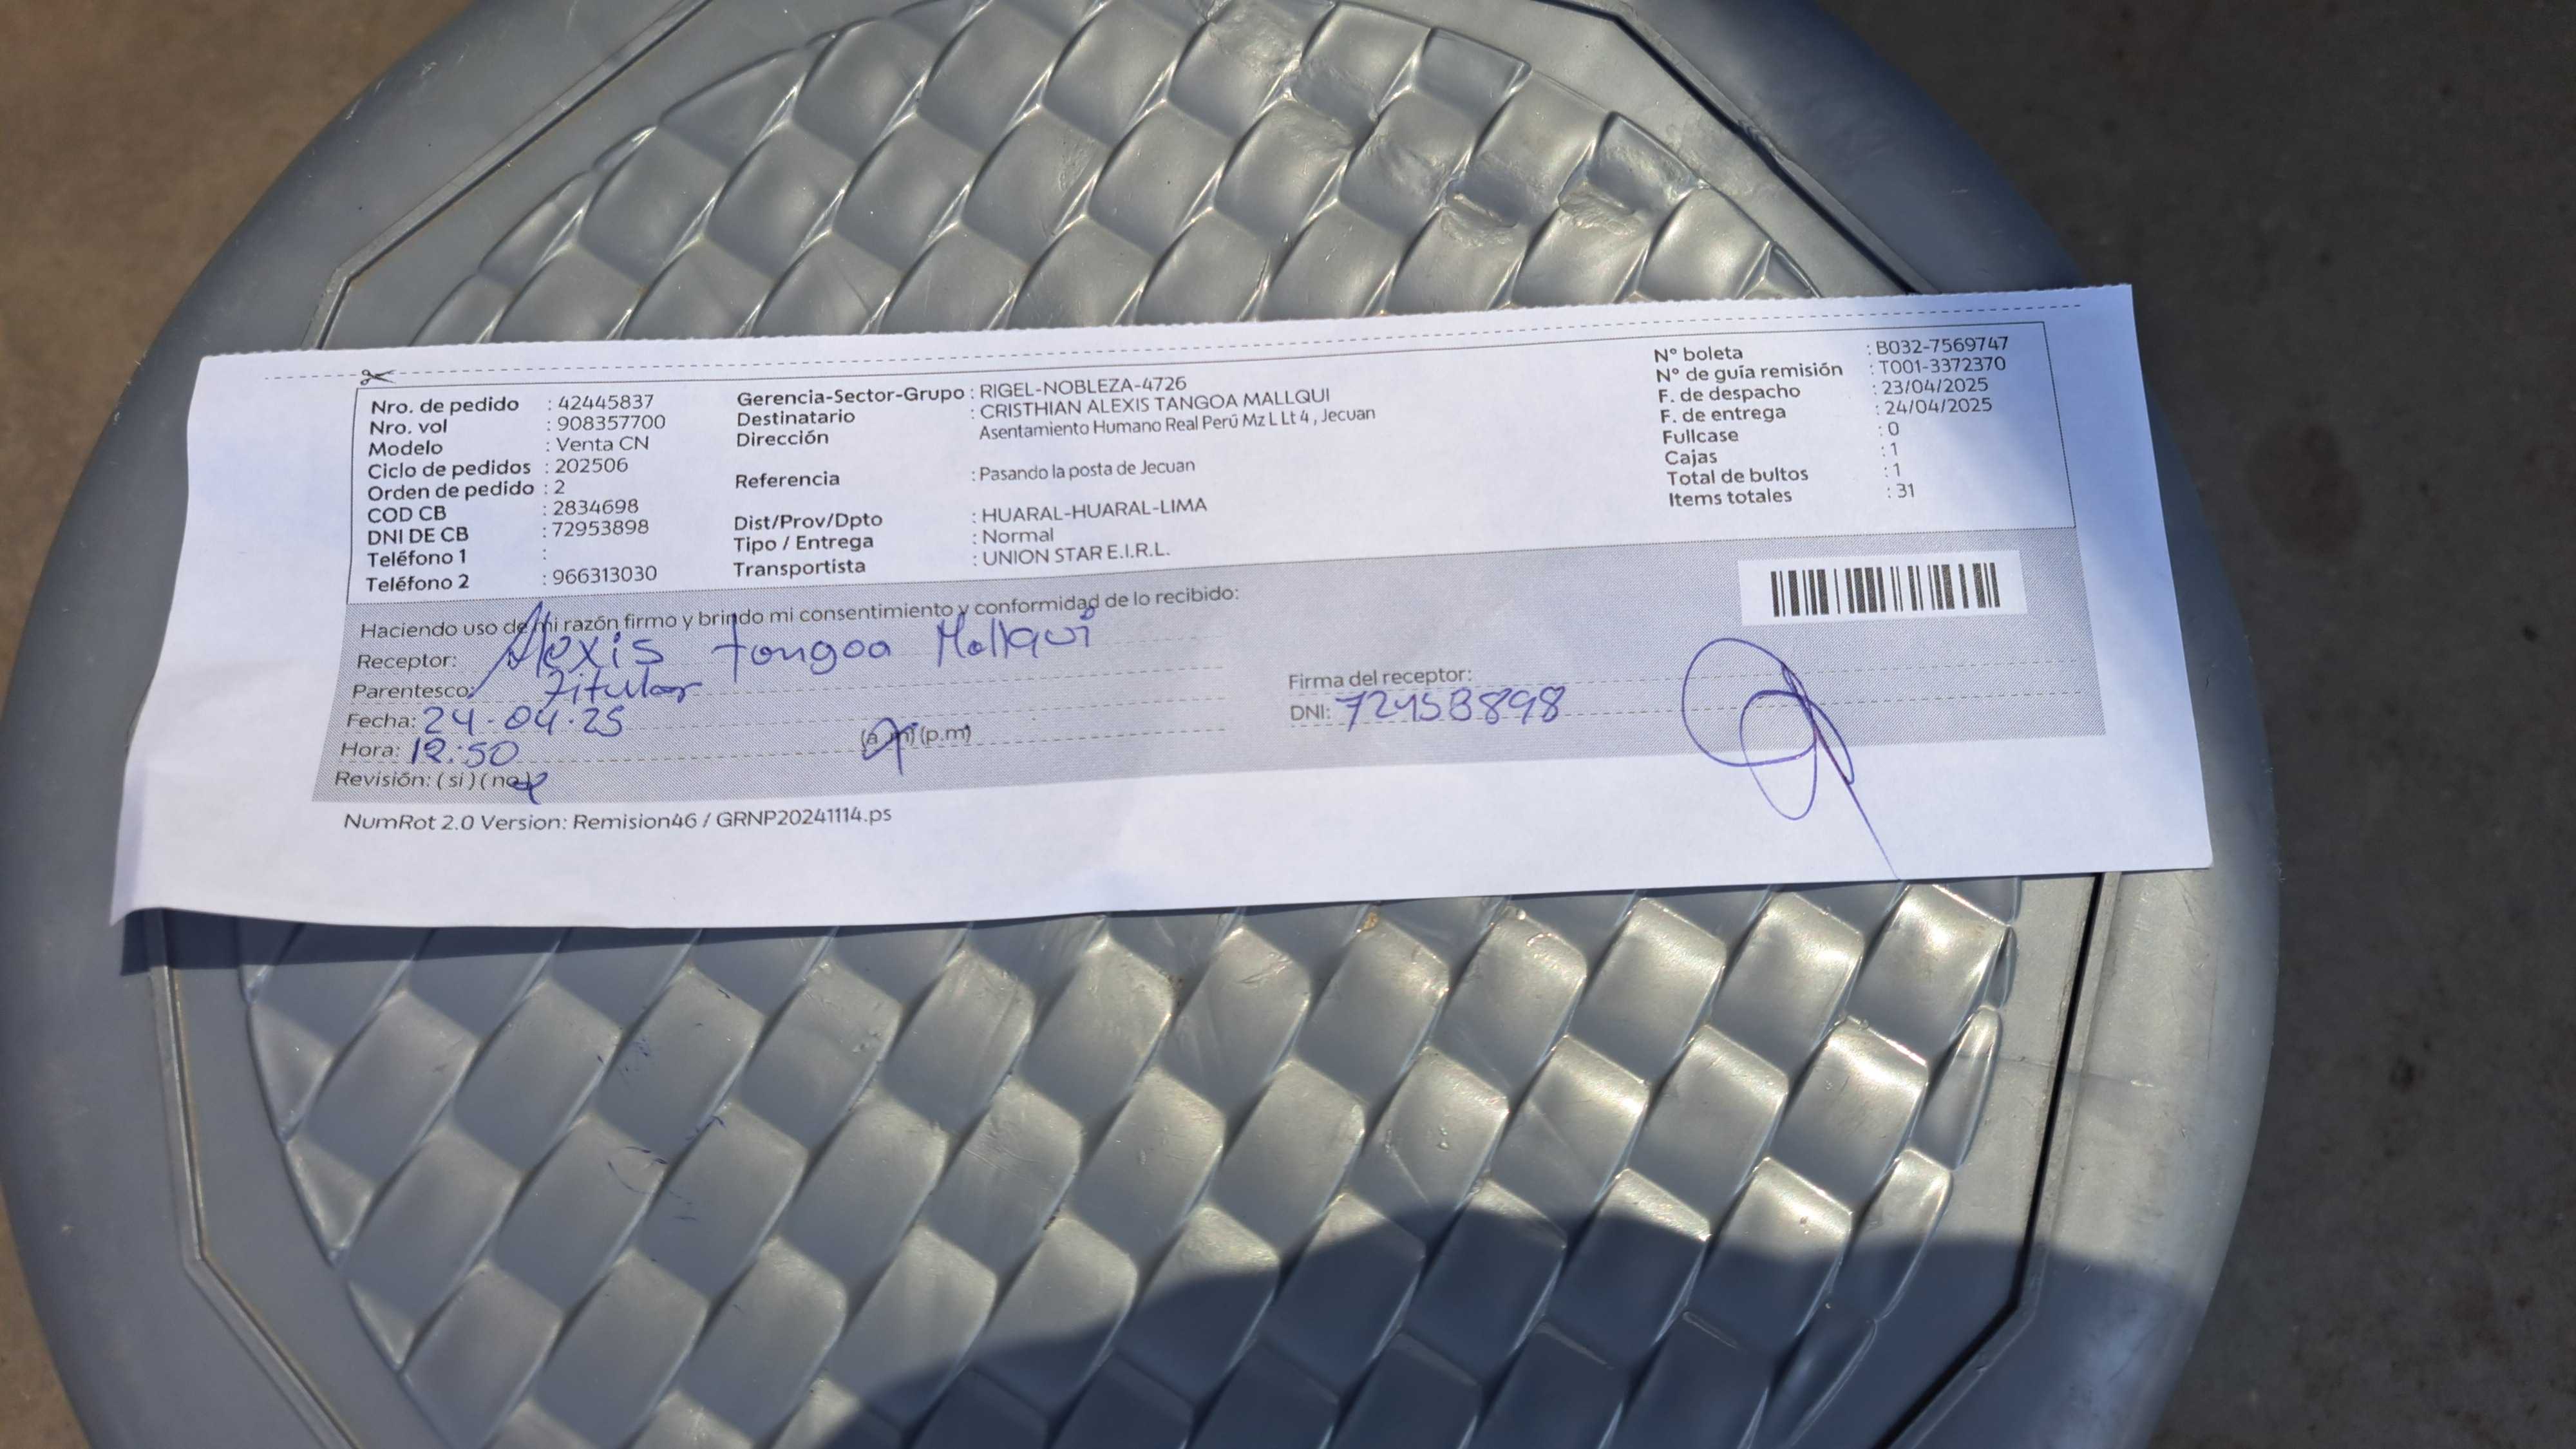 Nro. de pedido : 42445837
Nro. vol : 908357700
Modelo : Venta CN
Ciclo de pedidos : 202506
Orden de pedido : 2
COD CB : 2834698
DNI DE CB : 72953898
Teléfono 1 :
Teléfono 2 : 966313030
Gerencia-Sector-Grupo : RIGEL-NOBLEZA-4726
Destinatario : CRISTHIAN ALEXIS TANGOA MALLQUI
Dirección Asentamiento Humano Real Perú Mz L Lt 4 , Jecuan
Referencia : Pasando la posta de Jecuan
Dist/Prov/Dpto : HUARAL-HUARAL-LIMA
Tipo / Entrega : Normal
Transportista : UNION STAR E.I.R.L.
N° boleta : B032-7569747
N° de guía remisión : T001-3372370
F. de despacho : 23/04/2025
F. de entrega : 24/04/2025
Fullcase : 0
Cajas : 1
Total de bultos : 1
Items totales : 31
Haciendo uso de mi razón firmo y brindo mi consentimiento y conformidad de lo recibido:
Receptor: Alexis tangoa Mallqui
Parentesco: Titular
Fecha: 24-04-25
Hora: 12:50 (a.m) (p.m)
Revisión: ( si ) ( no )
Firma del receptor:
DNI:
NumRot 2.0 Version: Remision46 / GRNP20241114.ps